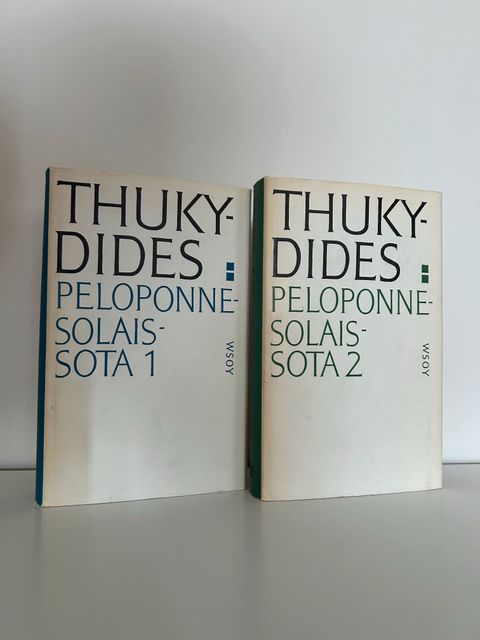 THUKY-
DIDES
PELOPONNE-
SOLAIS-
SOTA 1
WSOY
THUKY-
DIDES
PELOPONNE-
SOLAIS-
SOTA 2
WSOY